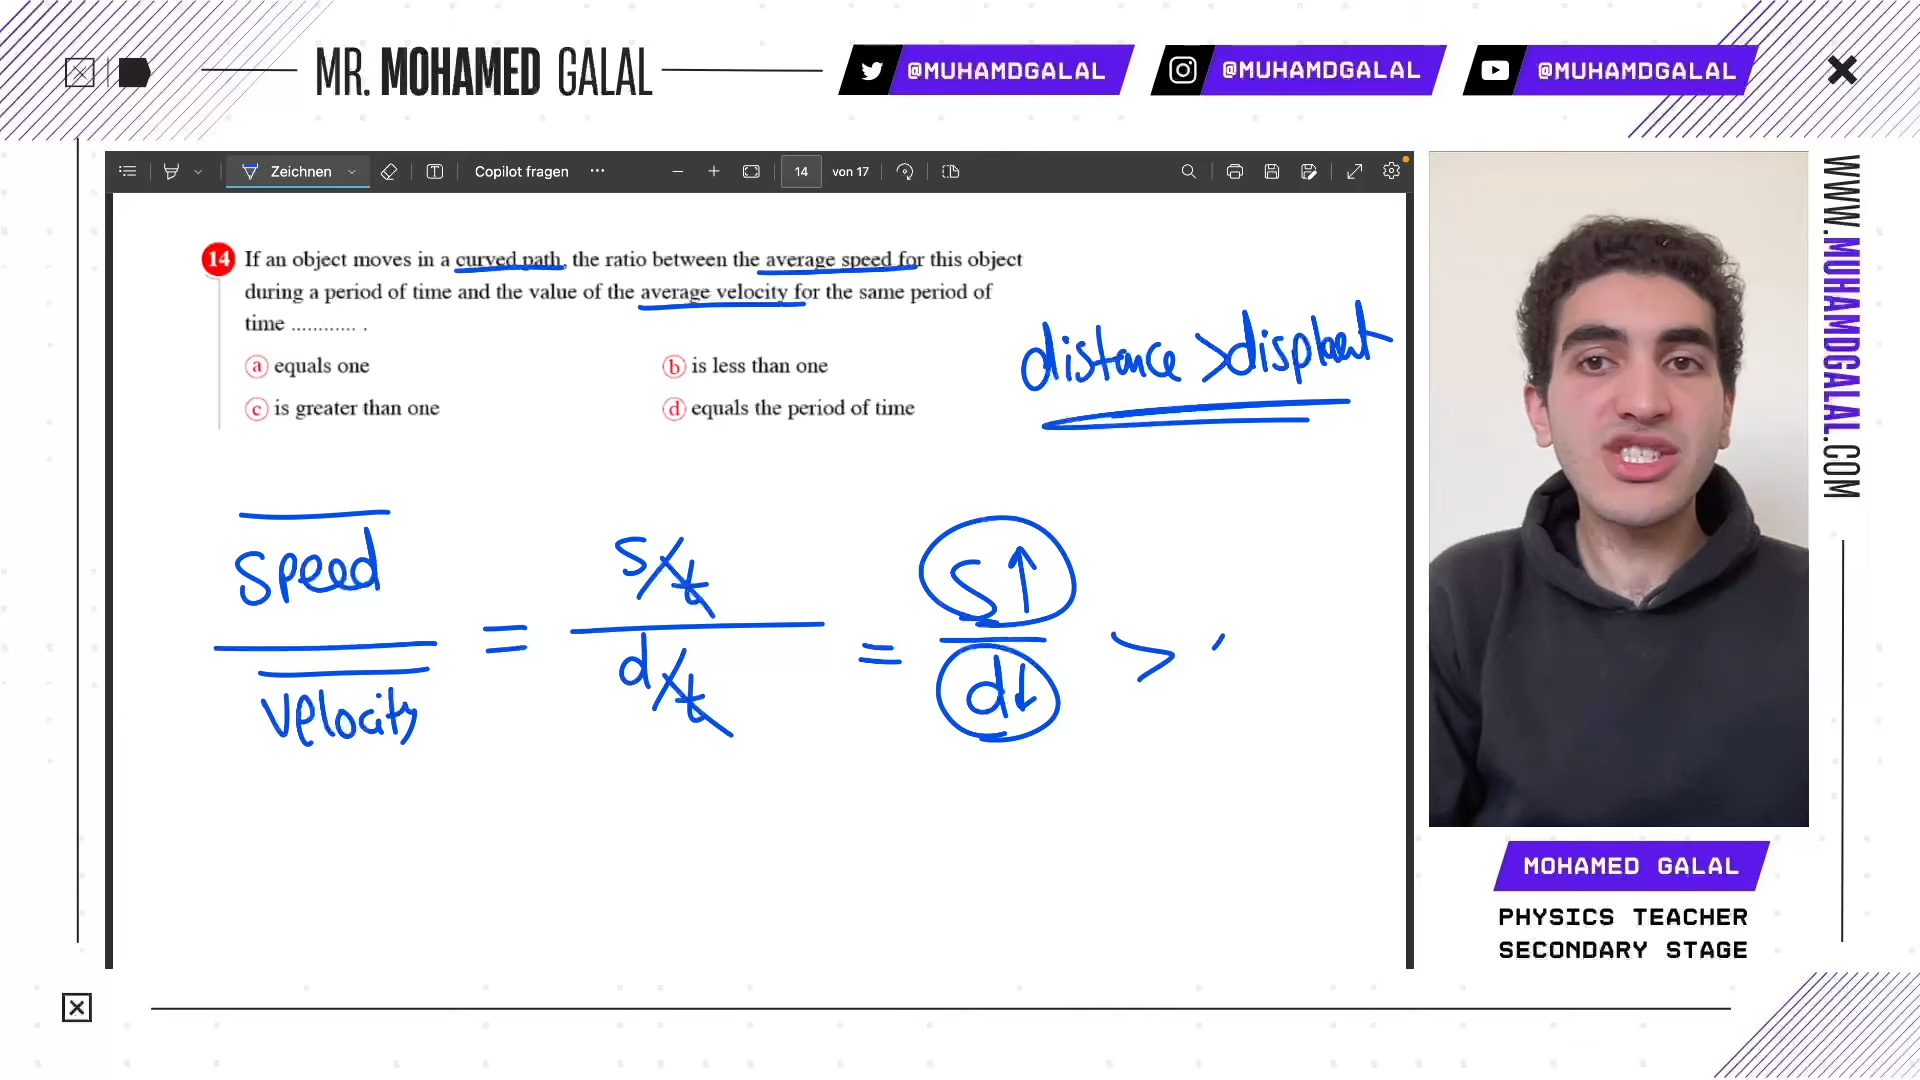 MR. MOHAMED GALAL
@MUHAMDGALAL
@MUHAMDGALAL
@MUHAMDGALAL
Zeichnen
Copilot fragen
14
von 17
14 If an object moves in a curved path, the ratio between the average speed for this object
during a period of time and the value of the average velocity for the same period of
time ............ .
a equals one
b is less than one
c is greater than one
d equals the period of time
distance >
speed
velocity
=
s/t
d/t
=
S↑
d↓
>
WWW.MUHAMDGALAL.COM
MOHAMED GALAL
PHYSICS TEACHER
SECONDARY STAGE